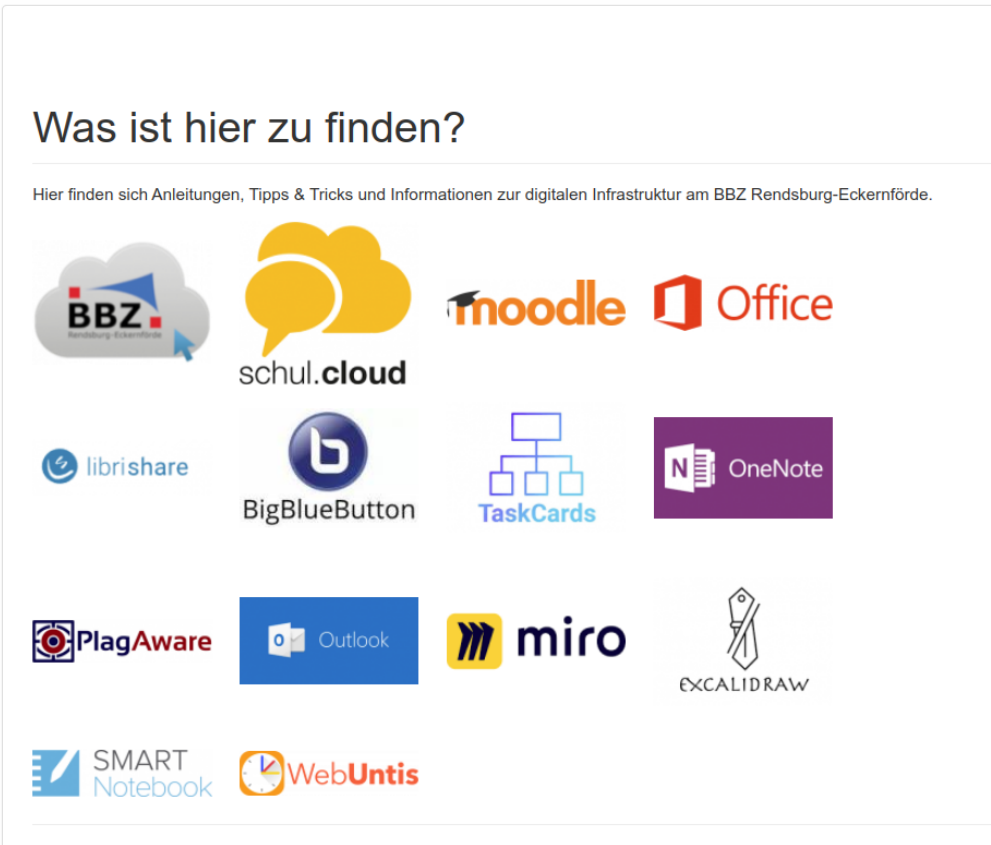 Was ist hier zu finden?
Hier finden sich Anleitungen, Tipps & Tricks und Informationen zur digitalen Infrastruktur am BBZ Rendsburg-Eckernförde.
BBZ
Rendsburg-Eckernförde
schul.cloud
moodle
Office
librishare
b
BigBlueButton
TaskCards
N
OneNote
PlagAware
o
Outlook
miro
EXCALIDRAW
SMART
Notebook
WebUntis